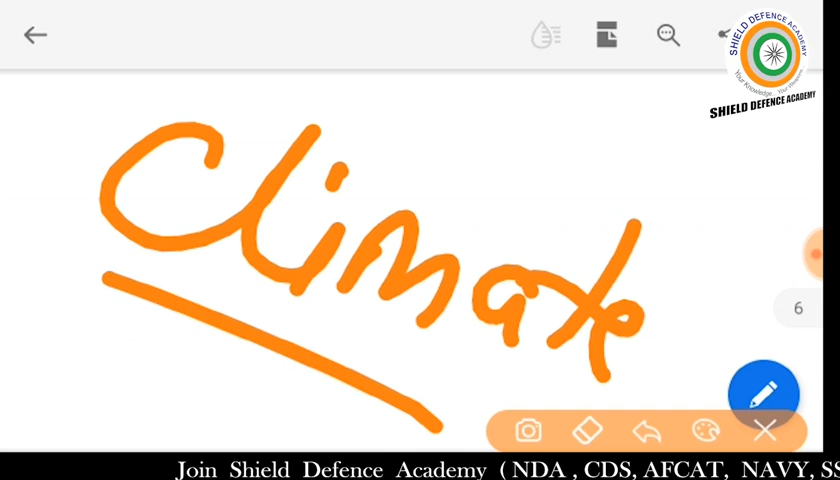 SHIELD DEFENCE ACADEMY
Your Knowledge... Your Weapons...
SHIELD DEFENCE ACADEMY
Climate
6
Join Shield Defence Academy ( NDA , CDS, AFCAT, NAVY, SS